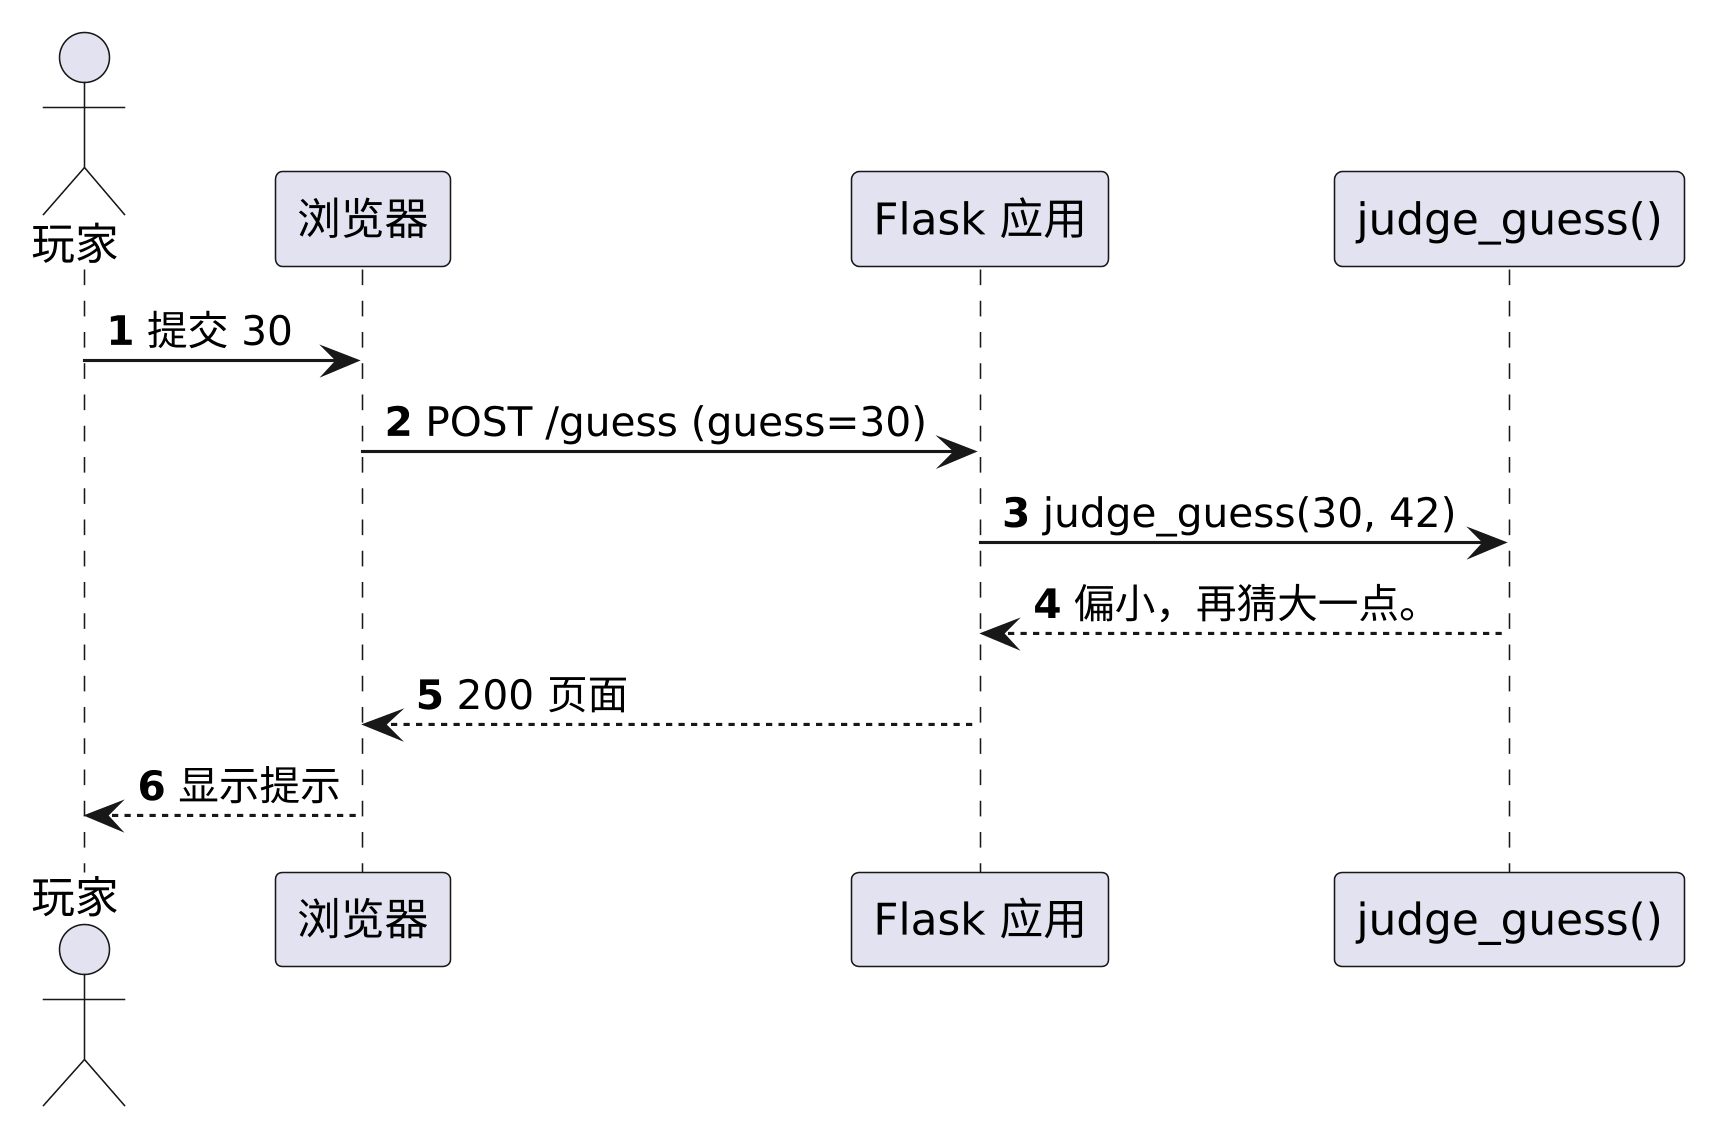 玩家
浏览器
Flask 应用
judge_guess()
1 提交 30
2 POST /guess (guess=30)
3 judge_guess(30, 42)
4 偏小，再猜大一点。
5 200 页面
6 显示提示
玩家
浏览器
Flask 应用
judge_guess()